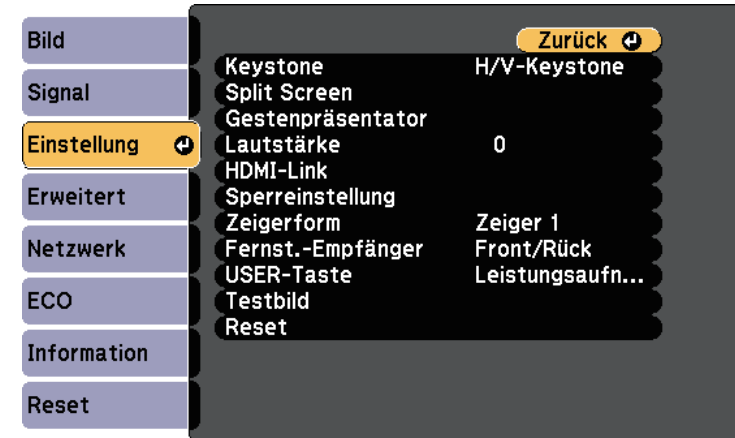 Bild
Signal
Einstellung
Erweitert
Netzwerk
ECO
Information
Reset
Zurück
Keystone H/V-Keystone
Split Screen
Gestenpräsentator
Lautstärke 0
HDMI-Link
Sperreinstellung
Zeigerform Zeiger 1
Fernst.-Empfänger Front/Rück
USER-Taste Leistungsaufn...
Testbild
Reset